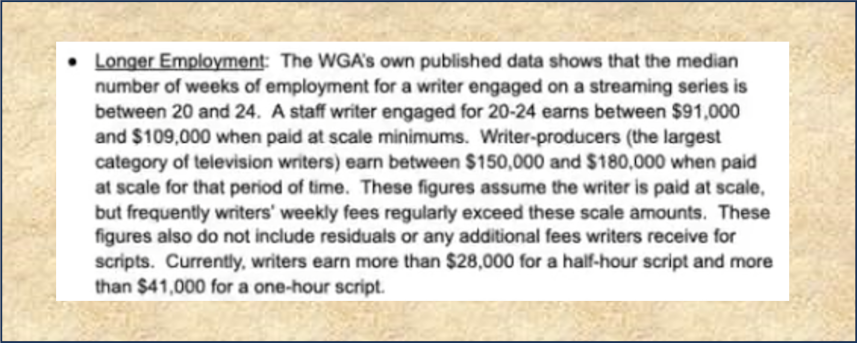 • Longer Employment: The WGA's own published data shows that the median
number of weeks of employment for a writer engaged on a streaming series is
between 20 and 24. A staff writer engaged for 20-24 earns between $91,000
and $109,000 when paid at scale minimums. Writer-producers (the largest
category of television writers) earn between $150,000 and $180,000 when paid
at scale for that period of time. These figures assume the writer is paid at scale,
but frequently writers' weekly fees regularly exceed these scale amounts. These
figures also do not include residuals or any additional fees writers receive for
scripts. Currently, writers earn more than $28,000 for a half-hour script and more
than $41,000 for a one-hour script.